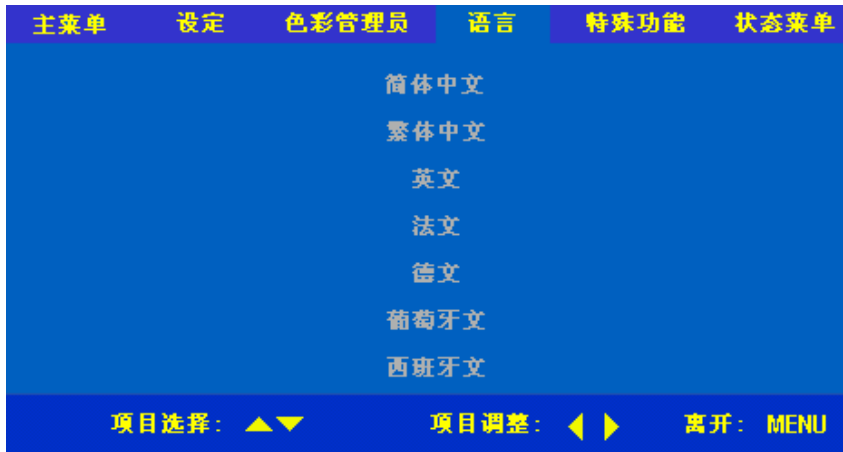 主菜单 设定 色彩管理员 语言 特殊功能 状态菜单
简体中文
繁体中文
英文
法文
德文
葡萄牙文
西班牙文
项目选择: ▲▼ 项目调整: ◀ ▶ 离开: MENU